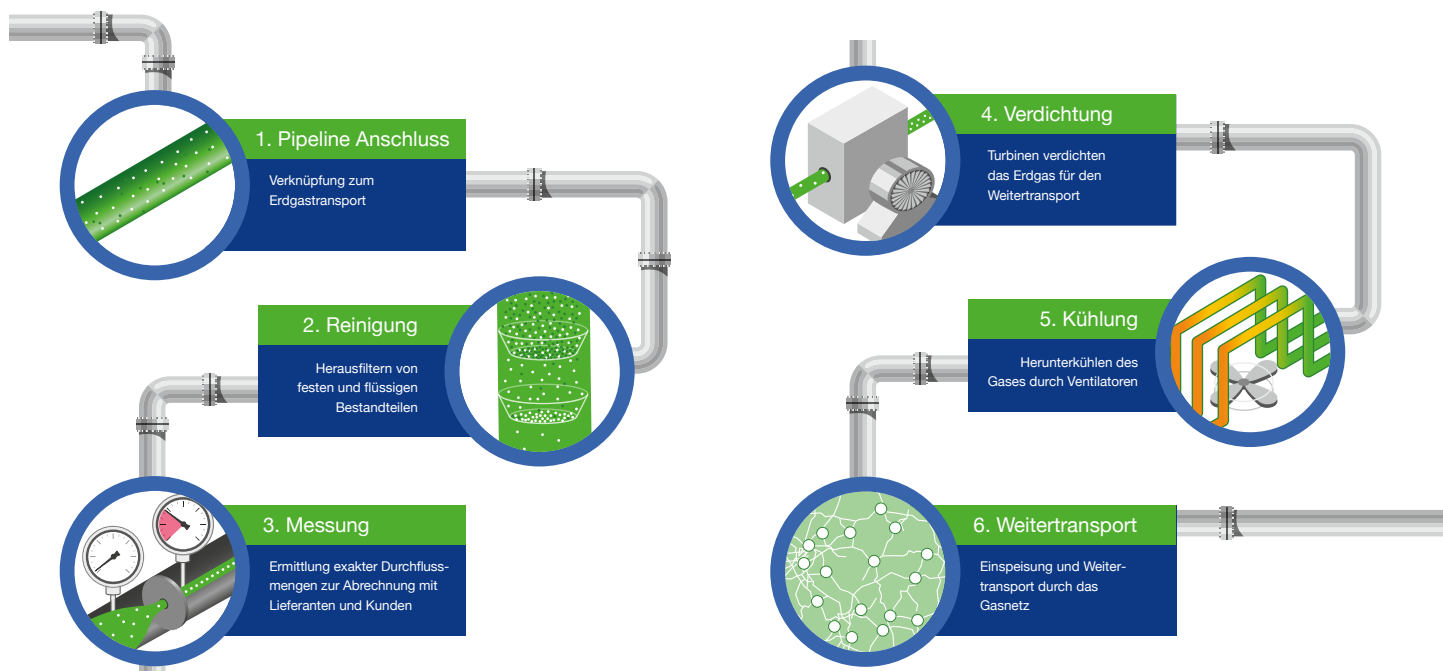 1. Pipeline Anschluss
Verknüpfung zum
Erdgastransport
2. Reinigung
Herausfiltern von
festen und flüssigen
Bestandteilen
3. Messung
Ermittlung exakter Durchfluss-
mengen zur Abrechnung mit
Lieferanten und Kunden
4. Verdichtung
Turbinen verdichten
das Erdgas für den
Weitertransport
5. Kühlung
Herunterkühlen des
Gases durch Ventilatoren
6. Weitertransport
Einspeisung und Weiter-
transport durch das
Gasnetz